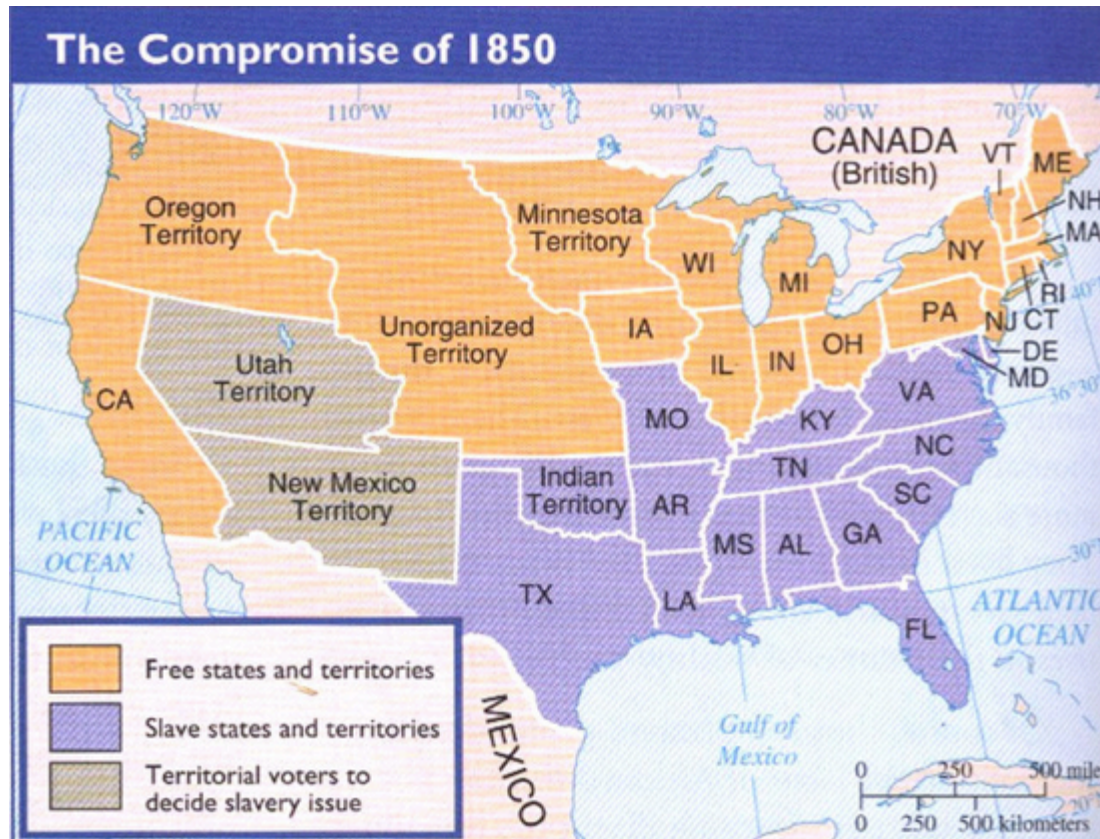 The Compromise of 1850
120°W
110°W
100°W
90°W
80°W
70°W
CANADA
(British)
VT
ME
NH
MA
Oregon
Territory
Minnesota
Territory
WI
MI
NY
RI
40°N
Unorganized
Territory
IA
PA
NJ
CT
IL
IN
OH
DE
MD
Utah
Territory
CA
MO
KY
VA
36°30'
New Mexico
Territory
Indian
Territory
TN
NC
AR
SC
PACIFIC
OCEAN
MS
AL
GA
30°
TX
LA
FL
ATLANTIC
OCEAN
Gulf of
Mexico
MEXICO
Free states and territories
Slave states and territories
Territorial voters to
decide slavery issue
0
250
500 mile
0
250
500 kilometers
20°